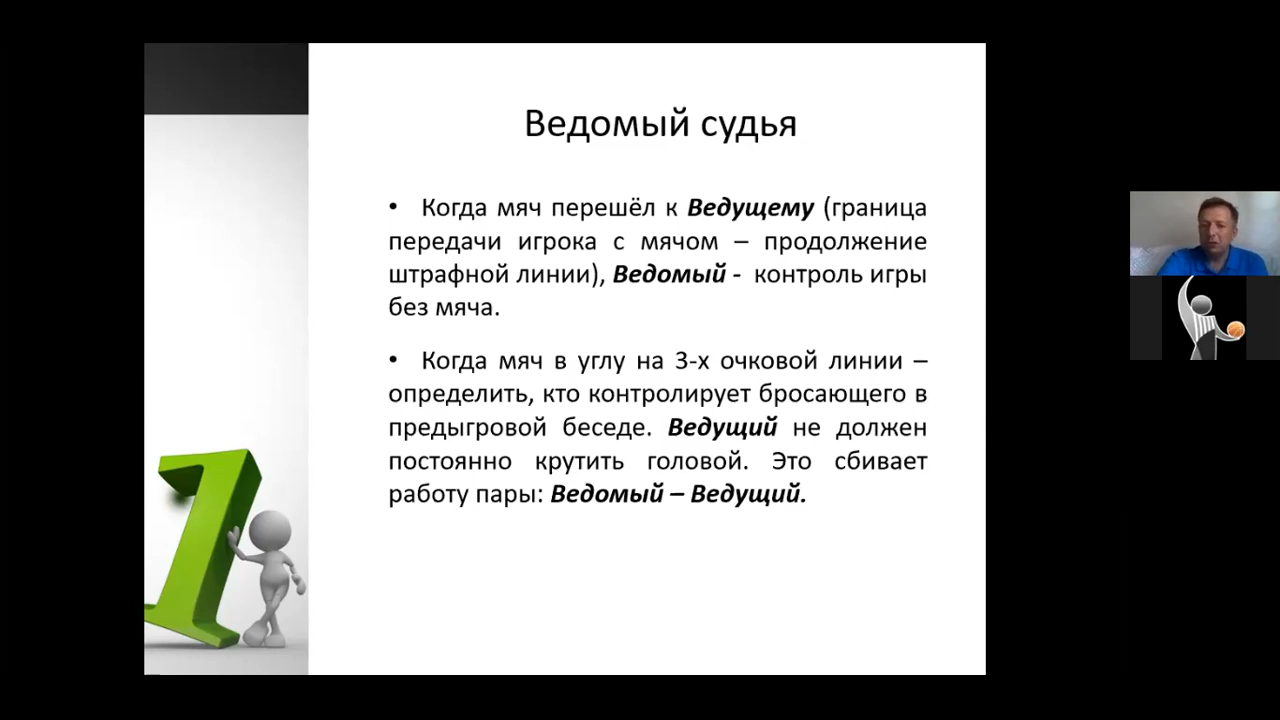 Ведомый судья
• Когда мяч перешёл к Ведущему (граница
передачи игрока с мячом – продолжение
штрафной линии), Ведомый - контроль игры
без мяча.
• Когда мяч в углу на 3-х очковой линии –
определить, кто контролирует бросающего в
предыгровой беседе. Ведущий не должен
постоянно крутить головой. Это сбивает
работу пары: Ведомый – Ведущий.